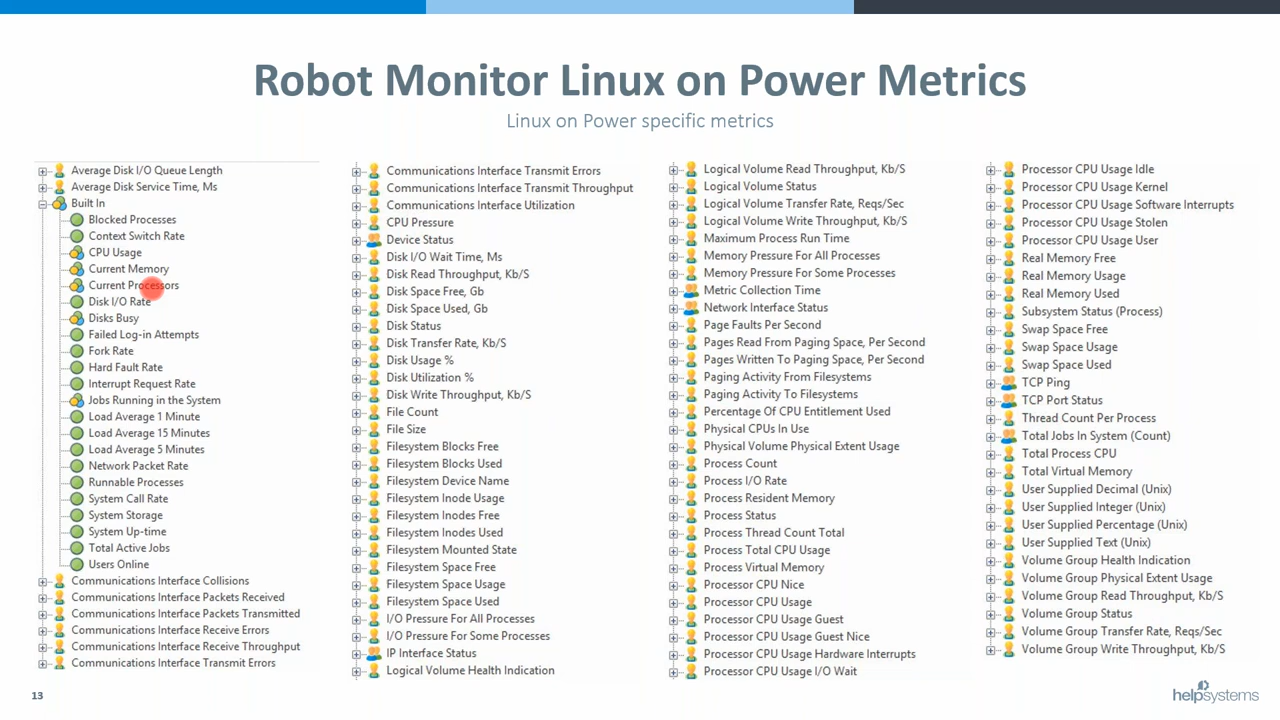 Robot Monitor Linux on Power Metrics
Linux on Power specific metrics
Average Disk I/O Queue Length
Average Disk Service Time, Ms
Built In
Blocked Processes
Context Switch Rate
CPU Usage
Current Memory
Current Processors
Disk I/O Rate
Disks Busy
Failed Log-in Attempts
Fork Rate
Hard Fault Rate
Interrupt Request Rate
Jobs Running in the System
Load Average 1 Minute
Load Average 15 Minutes
Load Average 5 Minutes
Network Packet Rate
Runnable Processes
System Call Rate
System Storage
System Up-time
Total Active Jobs
Users Online
Communications Interface Collisions
Communications Interface Packets Received
Communications Interface Packets Transmitted
Communications Interface Receive Errors
Communications Interface Receive Throughput
Communications Interface Transmit Errors
Communications Interface Transmit Errors
Communications Interface Transmit Throughput
Communications Interface Utilization
CPU Pressure
Device Status
Disk I/O Wait Time, Ms
Disk Read Throughput, Kb/S
Disk Space Free, Gb
Disk Space Used, Gb
Disk Status
Disk Transfer Rate, Kb/S
Disk Usage %
Disk Utilization %
Disk Write Throughput, Kb/S
File Count
File Size
Filesystem Blocks Free
Filesystem Blocks Used
Filesystem Device Name
Filesystem Inode Usage
Filesystem Inodes Free
Filesystem Inodes Used
Filesystem Mounted State
Filesystem Space Free
Filesystem Space Usage
Filesystem Space Used
I/O Pressure For All Processes
I/O Pressure For Some Processes
IP Interface Status
Logical Volume Health Indication
Logical Volume Read Throughput, Kb/S
Logical Volume Status
Logical Volume Transfer Rate, Reqs/Sec
Logical Volume Write Throughput, Kb/S
Maximum Process Run Time
Memory Pressure For All Processes
Memory Pressure For Some Processes
Metric Collection Time
Network Interface Status
Page Faults Per Second
Pages Read From Paging Space, Per Second
Pages Written To Paging Space, Per Second
Paging Activity From Filesystems
Paging Activity To Filesystems
Percentage Of CPU Entitlement Used
Physical CPUs In Use
Physical Volume Physical Extent Usage
Process Count
Process I/O Rate
Process Resident Memory
Process Status
Process Thread Count Total
Process Total CPU Usage
Process Virtual Memory
Processor CPU Nice
Processor CPU Usage
Processor CPU Usage Guest
Processor CPU Usage Guest Nice
Processor CPU Usage Hardware Interrupts
Processor CPU Usage I/O Wait
Processor CPU Usage Idle
Processor CPU Usage Kernel
Processor CPU Usage Software Interrupts
Processor CPU Usage Stolen
Processor CPU Usage User
Real Memory Free
Real Memory Usage
Real Memory Used
Subsystem Status (Process)
Swap Space Free
Swap Space Usage
Swap Space Used
TCP Ping
TCP Port Status
Thread Count Per Process
Total Jobs In System (Count)
Total Process CPU
Total Virtual Memory
User Supplied Decimal (Unix)
User Supplied Integer (Unix)
User Supplied Percentage (Unix)
User Supplied Text (Unix)
Volume Group Health Indication
Volume Group Physical Extent Usage
Volume Group Read Throughput, Kb/S
Volume Group Status
Volume Group Transfer Rate, Reqs/Sec
Volume Group Write Throughput, Kb/S
13
helpsystems